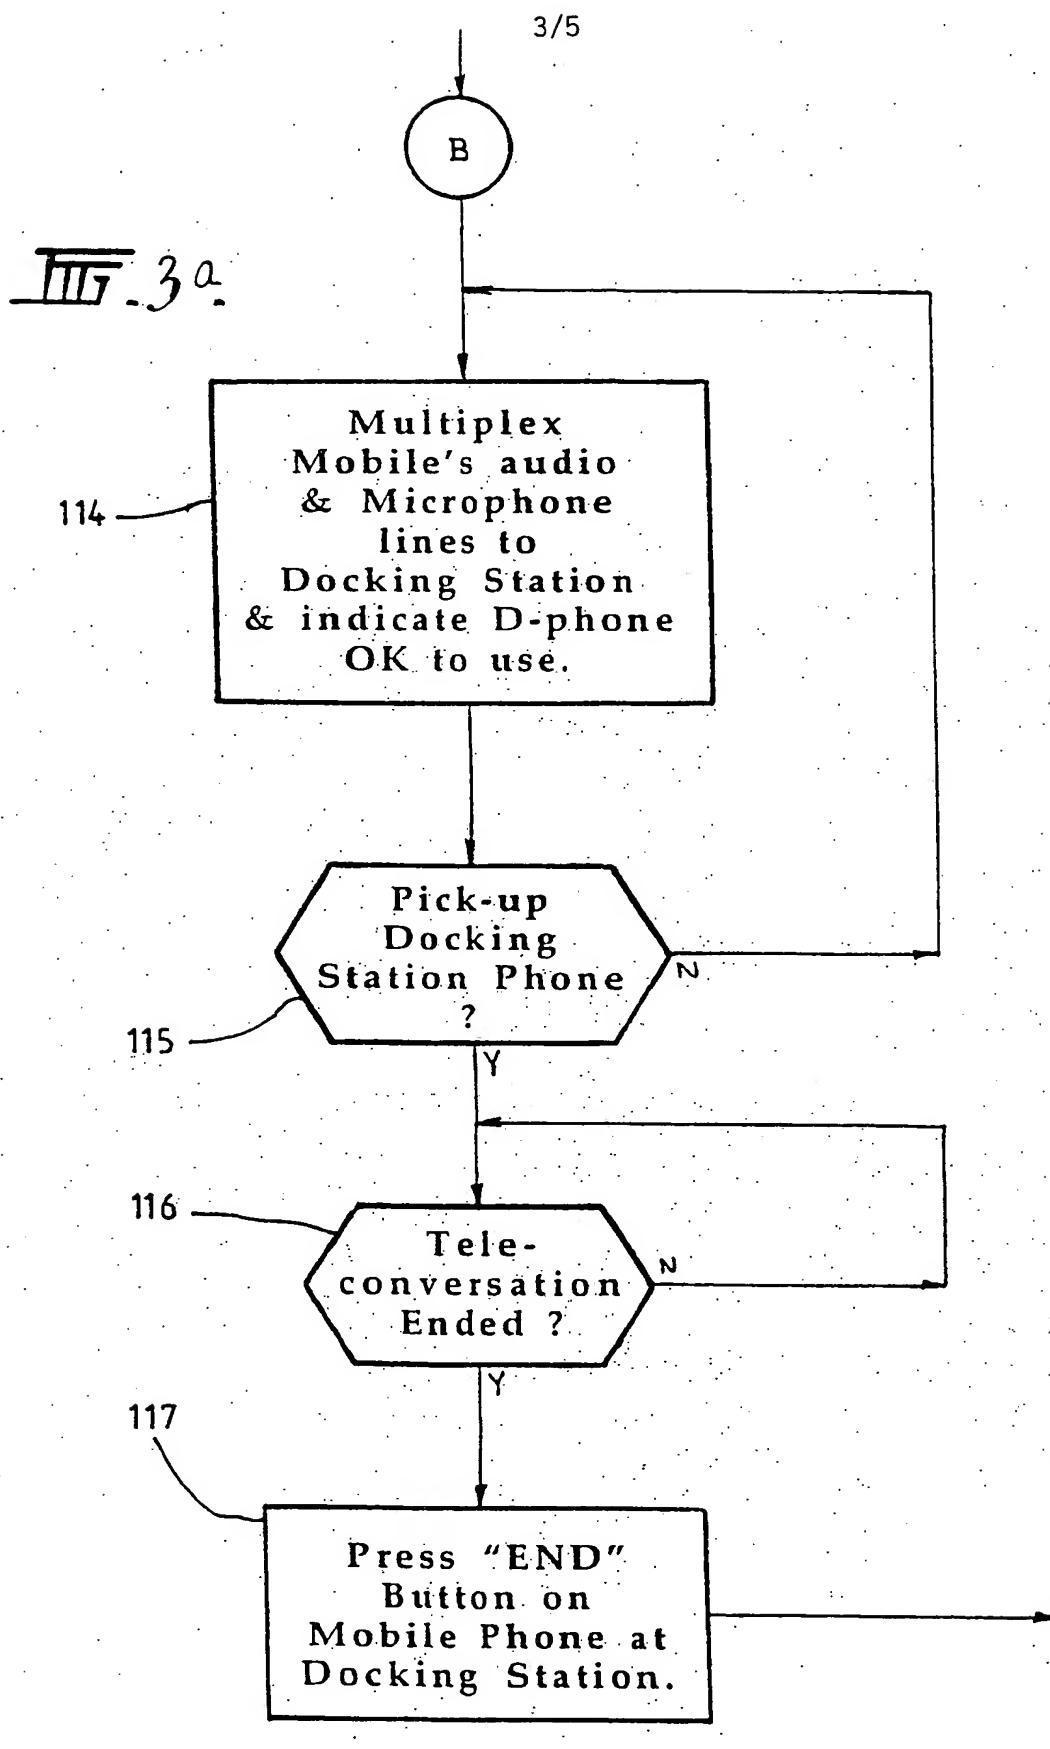 3/5
B
FIG. 3a.
Multiplex
Mobile's audio
& Microphone
lines to
Docking Station
& indicate D-phone
OK to use.
114
Pick-up
Docking
Station Phone
?
N
115
Y
116
Tele-
conversation
Ended ?
N
Y
117
Press "END"
Button on
Mobile Phone at
Docking Station.